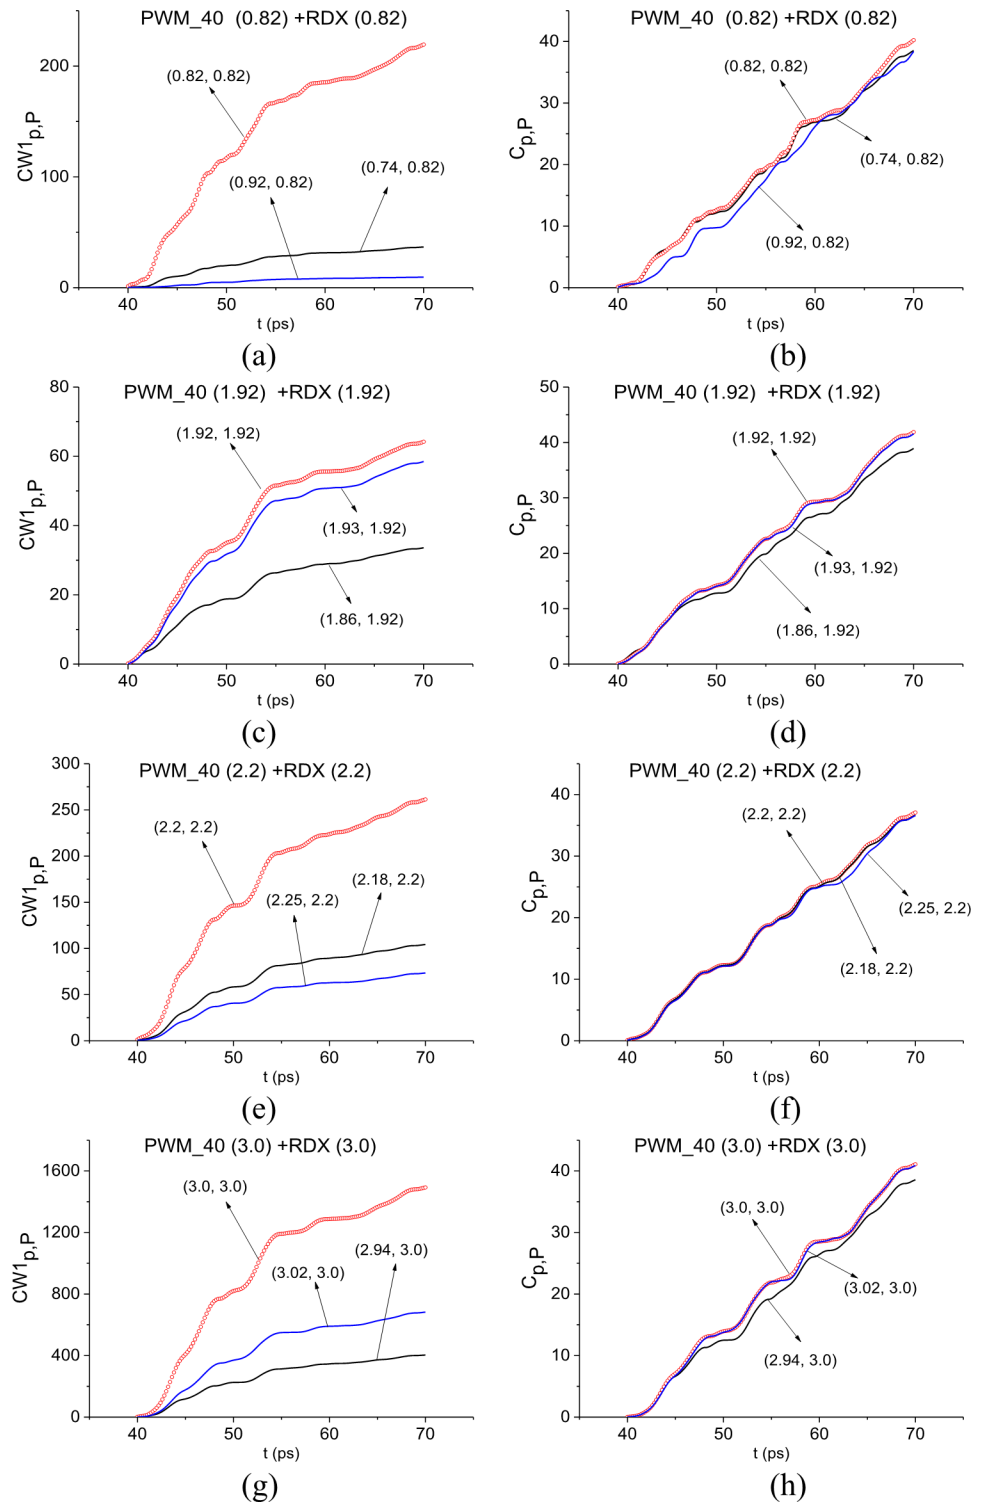 PWM_40 (0.82) +RDX (0.82)
CW1p,P
200
100
0
(0.82, 0.82)
(0.92, 0.82)
(0.74, 0.82)
40 50 60 70
t (ps)
(a)
PWM_40 (0.82) +RDX (0.82)
Cp,P
40
30
20
10
0
(0.82, 0.82)
(0.74, 0.82)
(0.92, 0.82)
40 50 60 70
t (ps)
(b)
PWM_40 (1.92) +RDX (1.92)
CW1p,P
80
60
40
20
0
(1.92, 1.92)
(1.93, 1.92)
(1.86, 1.92)
40 50 60 70
t (ps)
(c)
PWM_40 (1.92) +RDX (1.92)
Cp,P
50
40
30
20
10
0
(1.92, 1.92)
(1.93, 1.92)
(1.86, 1.92)
40 50 60 70
t (ps)
(d)
PWM_40 (2.2) +RDX (2.2)
CW1p,P
300
250
200
150
100
50
0
(2.2, 2.2)
(2.25, 2.2)
(2.18, 2.2)
40 50 60 70
t (ps)
(e)
PWM_40 (2.2) +RDX (2.2)
Cp,P
40
30
20
10
0
(2.2, 2.2)
(2.25, 2.2)
(2.18, 2.2)
40 50 60 70
t (ps)
(f)
PWM_40 (3.0) +RDX (3.0)
CW1p,P
1600
1200
800
400
0
(3.0, 3.0)
(2.94, 3.0)
(3.02, 3.0)
40 50 60 70
t (ps)
(g)
PWM_40 (3.0) +RDX (3.0)
Cp,P
40
30
20
10
0
(3.0, 3.0)
(3.02, 3.0)
(2.94, 3.0)
40 50 60 70
t (ps)
(h)